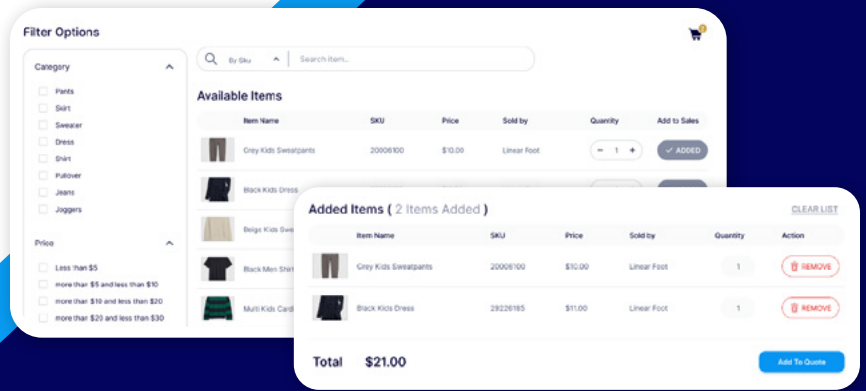 Filter Options
Category
Pants
Skirt
Sweater
Dress
Shirt
Pullover
Jeans
Joggers
Price
Less than $5
more than $5 and less than $10
more than $10 and less than $20
more than $20 and less than $30
By Sku
Search item...
Available Items
Item Name SKU Price Sold by Quantity Add to Sales
Grey Kids Sweatpants 20006100 $10.00 Linear Foot - 1 + ADDED
Black Kids Dress
Beige Kids Swe
Black Men Shirt
Multi Kids Cardi
Added Items ( 2 Items Added )
CLEAR LIST
Item Name SKU Price Sold by Quantity Action
Grey Kids Sweatpants 20006100 $10.00 Linear Foot 1 REMOVE
Black Kids Dress 29226185 $11.00 Linear Foot 1 REMOVE
Total $21.00
Add To Quote